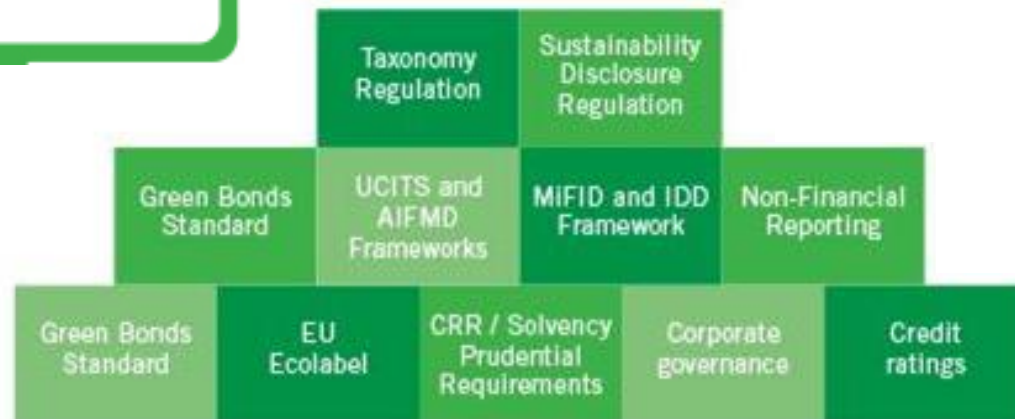 Taxonomy
Regulation
Sustainability
Disclosure
Regulation
Green Bonds
Standard
UCITS and
AIFMD
Frameworks
MiFID and IDD
Framework
Non-Financial
Reporting
Green Bonds
Standard
EU
Ecolabel
CRR / Solvency
Prudential
Requirements
Corporate
governance
Credit
ratings